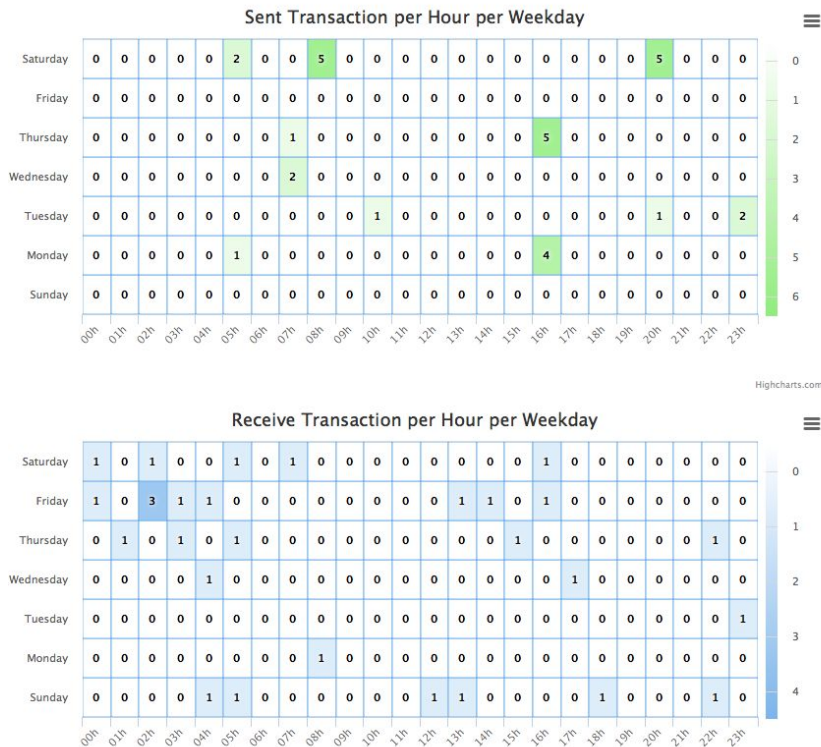 Sent Transaction per Hour per Weekday
Saturday 0 0 0 0 0 2 0 0 5 0 0 0 0 0 0 0 0 0 0 0 5 0 0 0
Friday 0 0 0 0 0 0 0 0 0 0 0 0 0 0 0 0 0 0 0 0 0 0 0 0
Thursday 0 0 0 0 0 0 0 1 0 0 0 0 0 0 0 0 5 0 0 0 0 0 0 0
Wednesday 0 0 0 0 0 0 0 2 0 0 0 0 0 0 0 0 0 0 0 0 0 0 0 0
Tuesday 0 0 0 0 0 0 0 0 0 0 1 0 0 0 0 0 0 0 0 0 1 0 0 2
Monday 0 0 0 0 0 1 0 0 0 0 0 0 0 0 0 0 4 0 0 0 0 0 0 0
Sunday 0 0 0 0 0 0 0 0 0 0 0 0 0 0 0 0 0 0 0 0 0 0 0 0
00h 01h 02h 03h 04h 05h 06h 07h 08h 09h 10h 11h 12h 13h 14h 15h 16h 17h 18h 19h 20h 21h 22h 23h
0
1
2
3
4
5
6
Highcharts.com
Receive Transaction per Hour per Weekday
Saturday 1 0 1 0 0 1 0 1 0 0 0 0 0 0 0 0 1 0 0 0 0 0 0 0
Friday 1 0 3 1 1 0 0 0 0 0 0 0 0 1 1 0 1 0 0 0 0 0 0 0
Thursday 0 1 0 1 0 1 0 0 0 0 0 0 0 0 0 1 0 0 0 0 0 0 1 0
Wednesday 0 0 0 0 1 0 0 0 0 0 0 0 0 0 0 0 0 1 0 0 0 0 0 0
Tuesday 0 0 0 0 0 0 0 0 0 0 0 0 0 0 0 0 0 0 0 0 0 0 0 1
Monday 0 0 0 0 0 0 0 0 1 0 0 0 0 0 0 0 0 0 0 0 0 0 0 0
Sunday 0 0 0 0 1 1 0 0 0 0 0 0 1 1 0 0 0 0 1 0 0 0 1 0
00h 01h 02h 03h 04h 05h 06h 07h 08h 09h 10h 11h 12h 13h 14h 15h 16h 17h 18h 19h 20h 21h 22h 23h
0
1
2
3
4